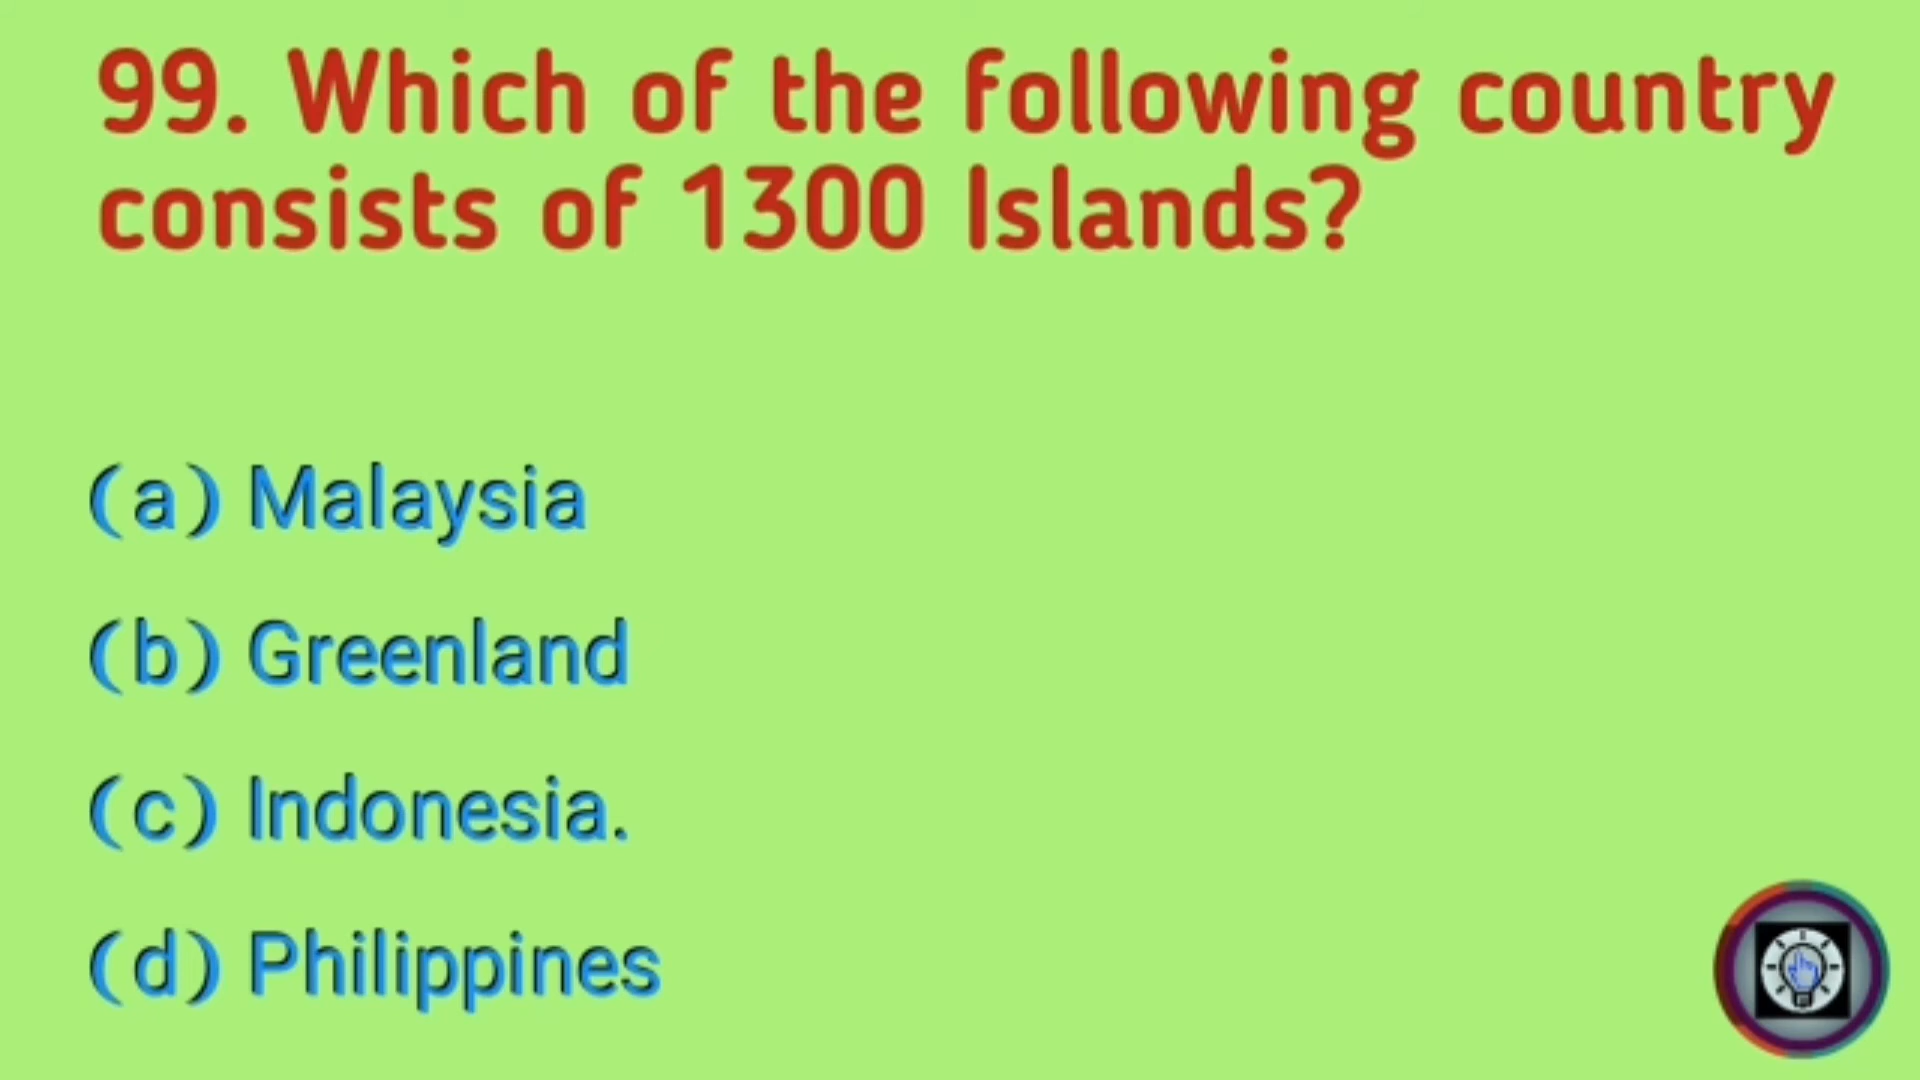 99. Which of the following country
consists of 1300 Islands?
(a) Malaysia
(b) Greenland
(c) Indonesia.
(d) Philippines